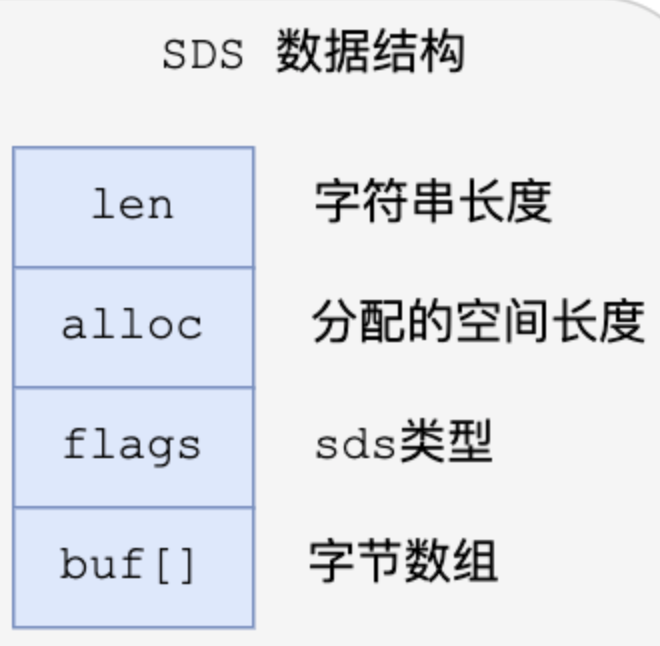 SDS 数据结构
len 字符串长度
alloc 分配的空间长度
flags sds类型
buf[] 字节数组